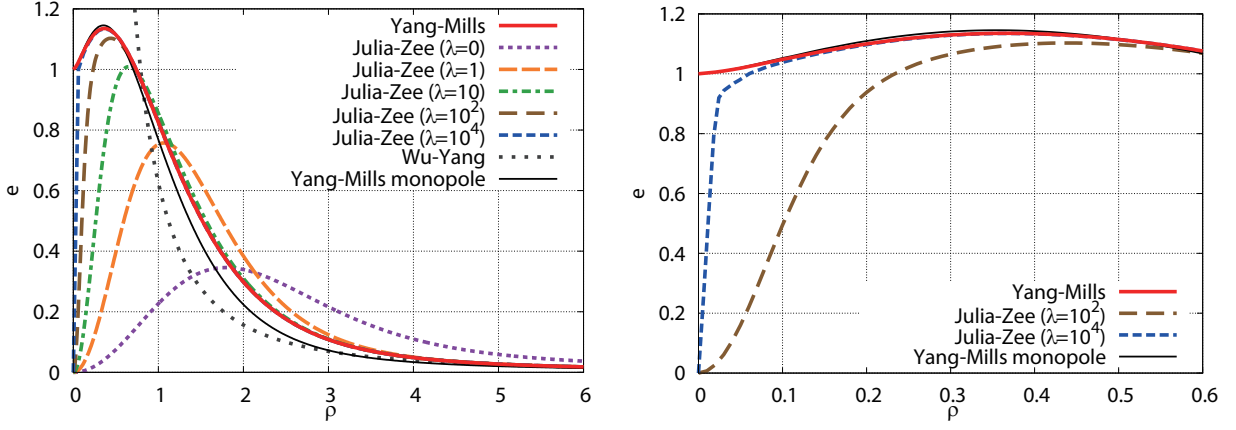 1.4
1.2
1
0.8
0.6
0.4
0.2
0
e
0
1
2
3
4
5
6
ρ
Yang-Mills
Julia-Zee (λ=0)
Julia-Zee (λ=1)
Julia-Zee (λ=10)
Julia-Zee (λ=10²)
Julia-Zee (λ=10⁴)
Wu-Yang
Yang-Mills monopole
1.2
1
0.8
0.6
0.4
0.2
0
e
0
0.1
0.2
0.3
0.4
0.5
0.6
ρ
Yang-Mills
Julia-Zee (λ=10²)
Julia-Zee (λ=10⁴)
Yang-Mills monopole